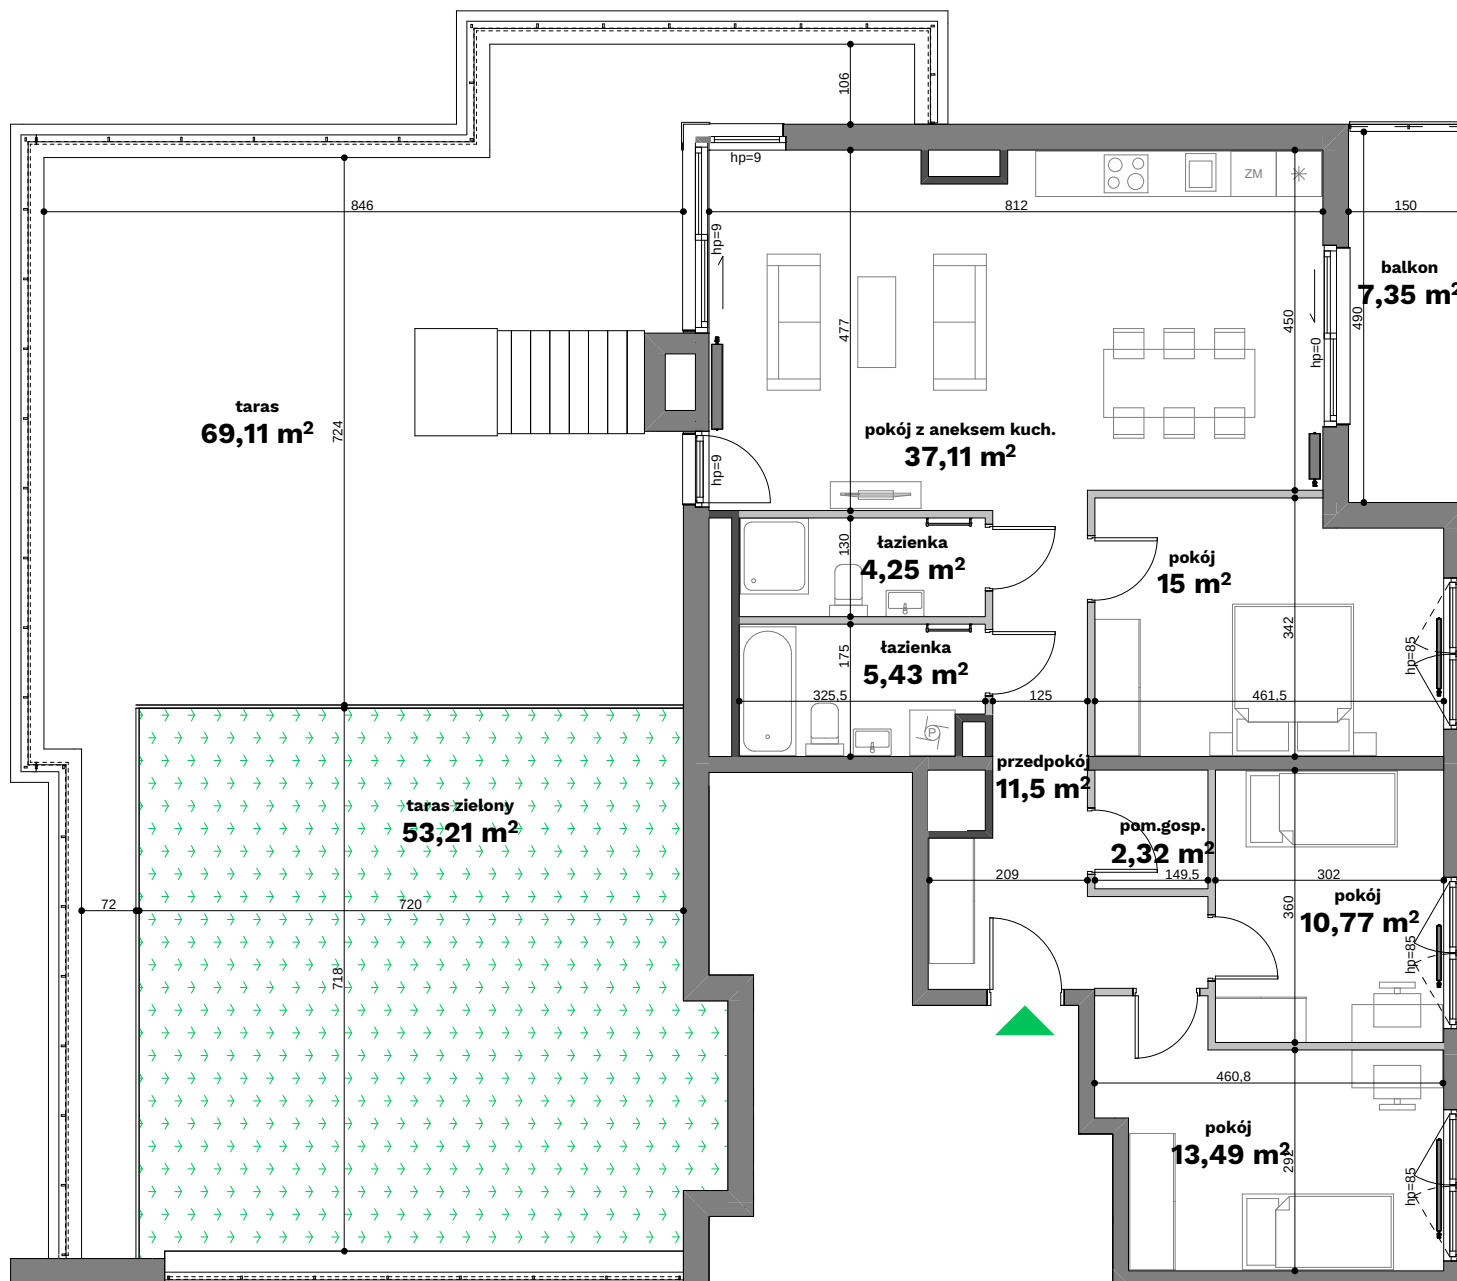 106
hp=9
ZM
846
812
150
hp=9
balkon
7,35 m²
477
450
490
hp=0
taras
69,11 m²
724
pokój z aneksem kuch.
37,11 m²
hp=9
130
łazienka
4,25 m²
pokój
15 m²
342
175
łazienka
5,43 m²
hp=85
325,5
125
461,5
P
przedpokój
11,5 m²
taras zielony
53,21 m²
pom.gosp.
2,32 m²
209
149,5
302
72
720
360
pokój
10,77 m²
hp=85
718
460,8
pokój
13,49 m²
292
hp=85